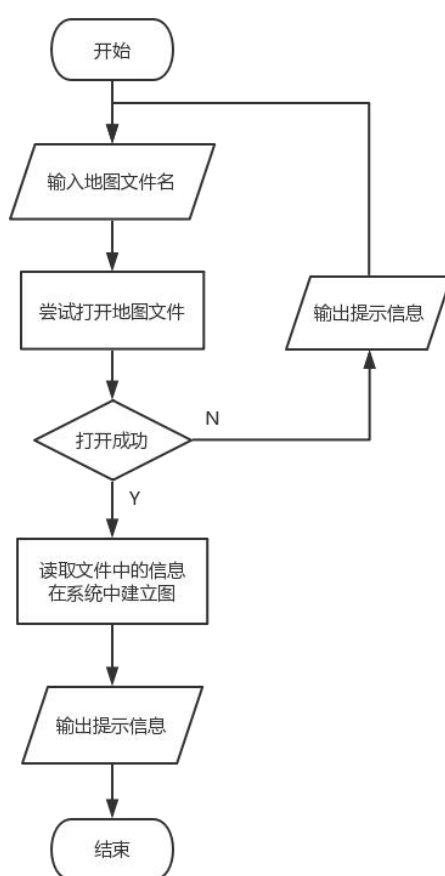 开始
输入地图文件名
尝试打开地图文件
输出提示信息
打开成功
N
Y
读取文件中的信息
在系统中建立图
输出提示信息
结束